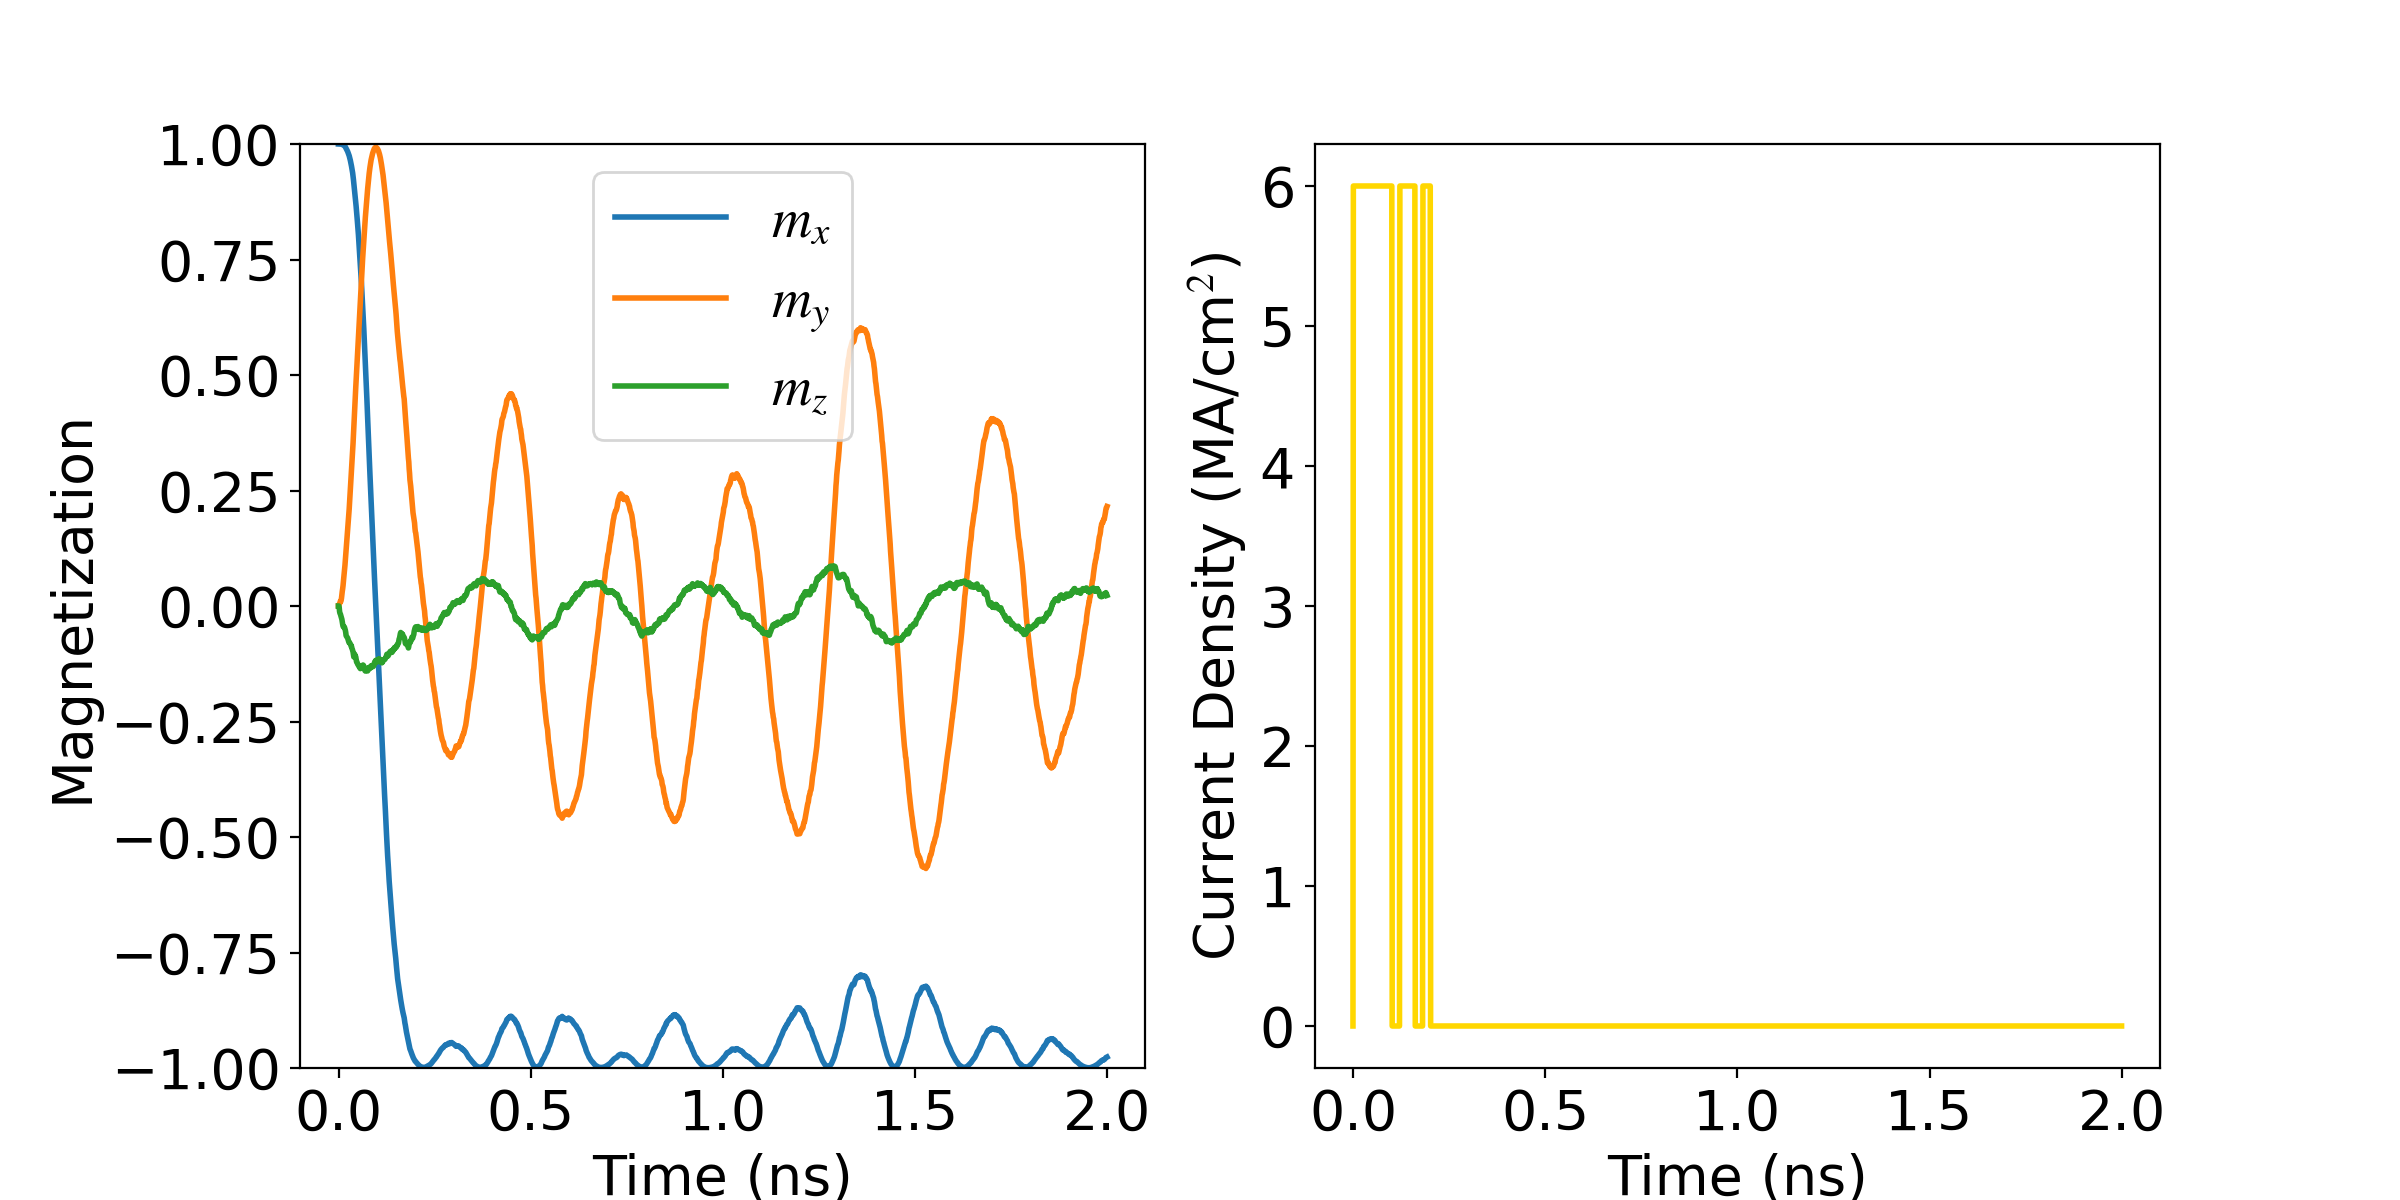 Magnetization
1.00
0.75
0.50
0.25
0.00
−0.25
−0.50
−0.75
−1.00
0.0 0.5 1.0 1.5 2.0
Time (ns)
m_x
m_y
m_z
Current Density (MA/cm²)
6
5
4
3
2
1
0
0.0 0.5 1.0 1.5 2.0
Time (ns)